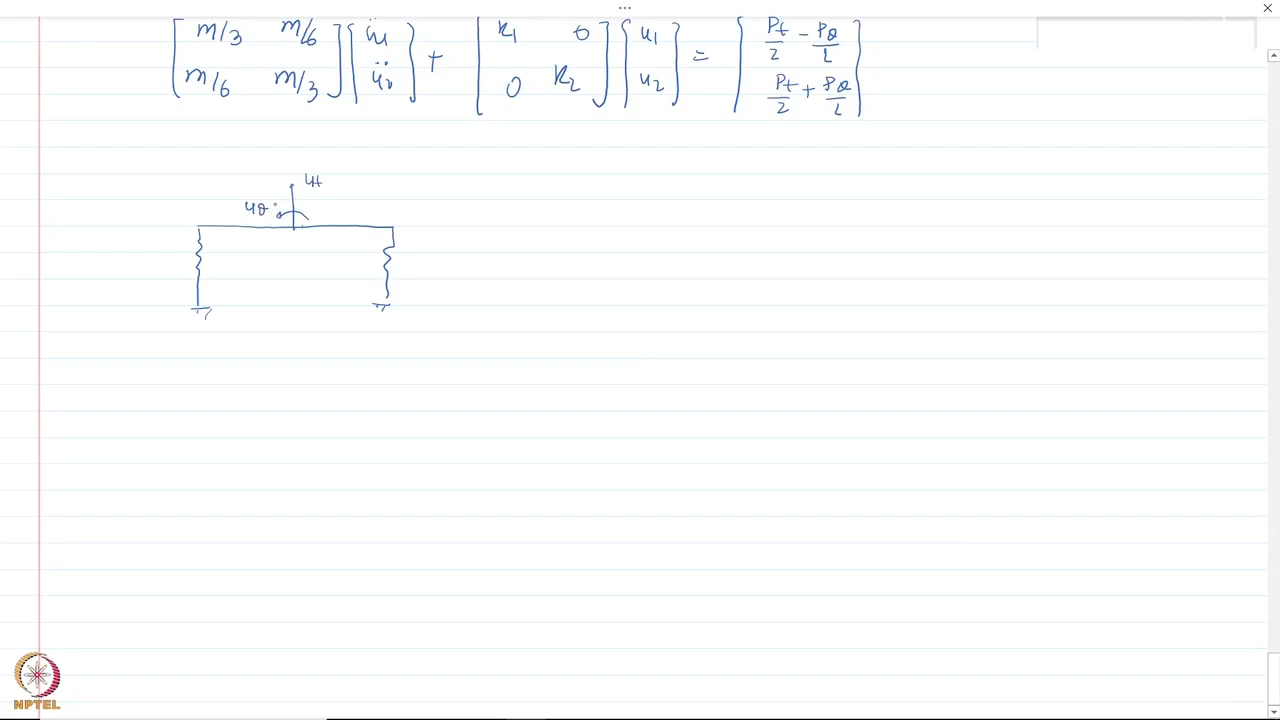 [m/3 m/6] {ü1} + [k1 0] {u1} = {Pt/2 - Pθ/L}
[m/6 m/3] {ü2} [0 k2] {u2} {Pt/2 + Pθ/L}
ut
uθ
NPTEL